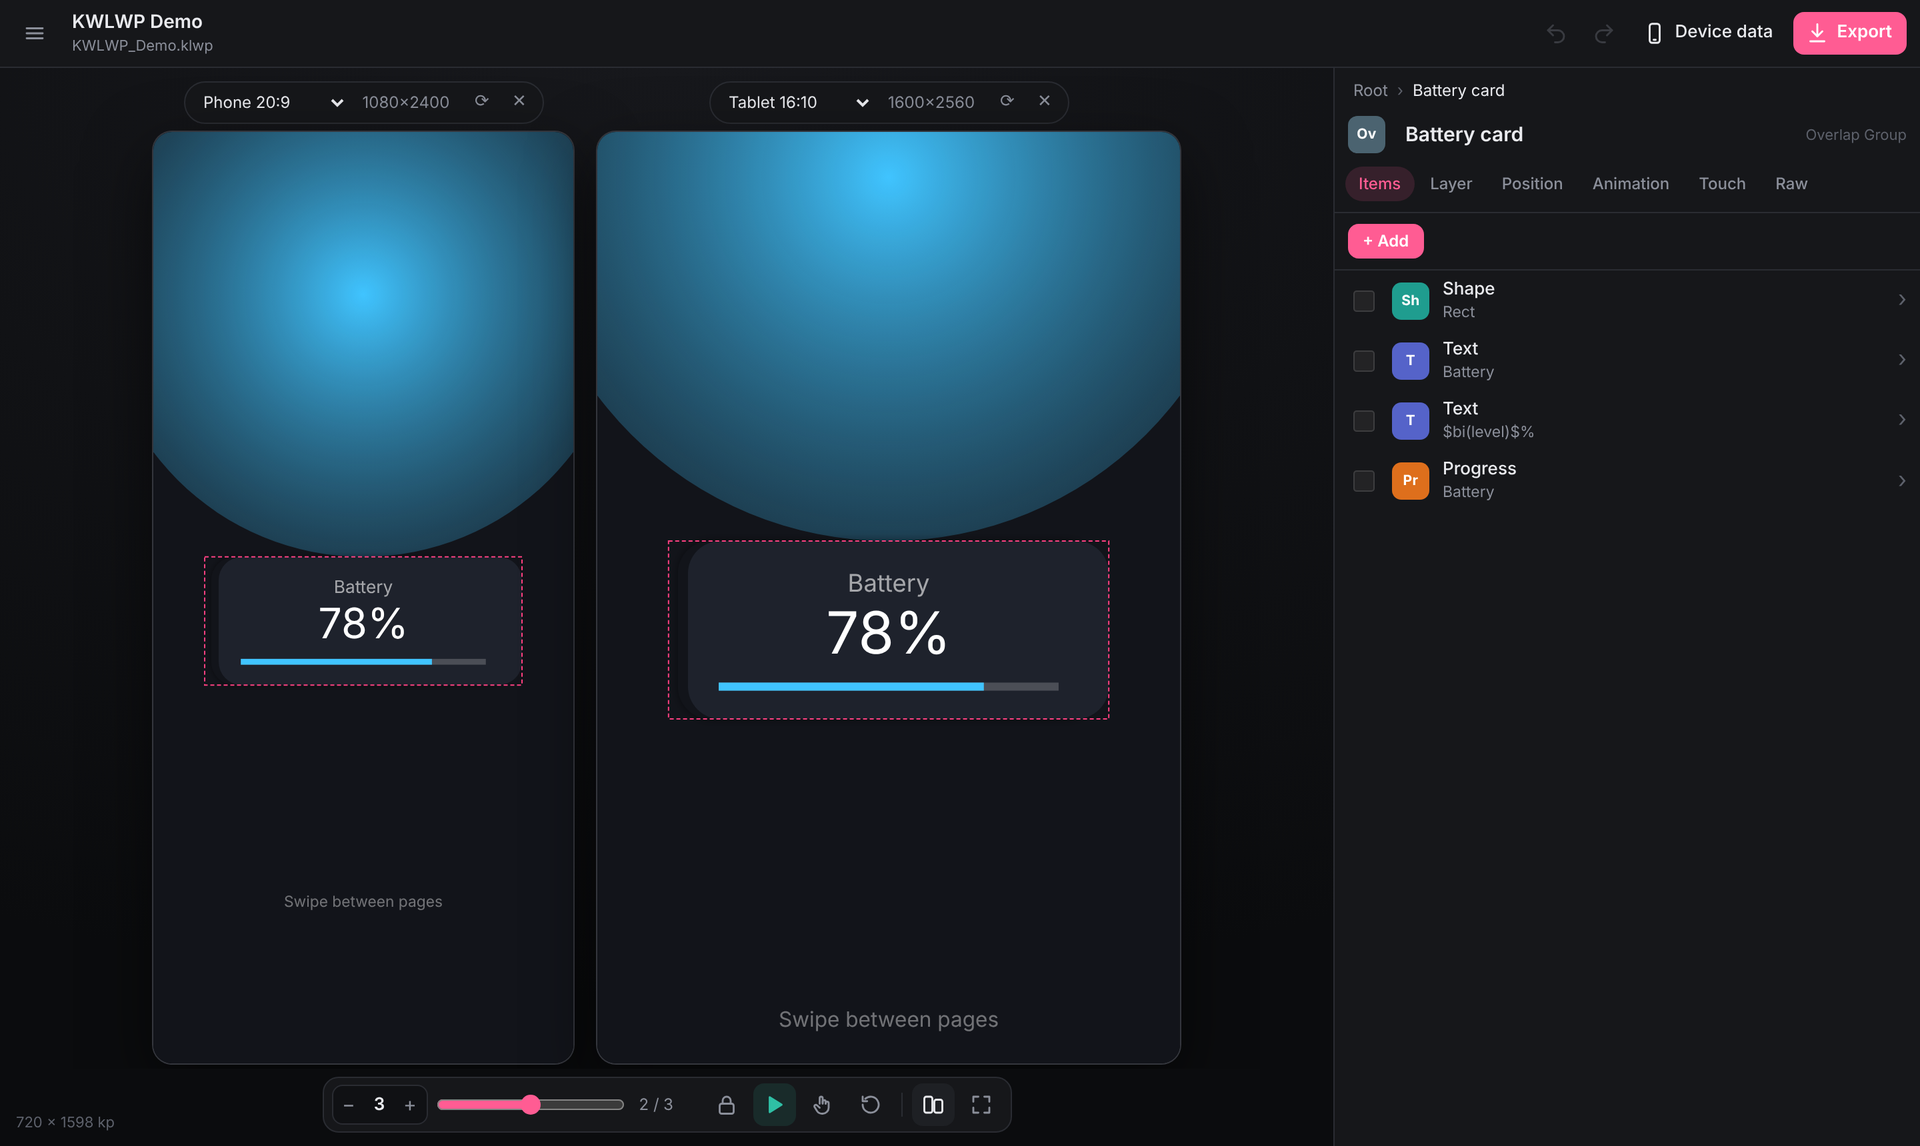 KWLWP Demo
KWLWP_Demo.klwp
Device data
Export
Phone 20:9
1080×2400
Tablet 16:10
1600×2560
Battery
78%
Swipe between pages
Battery
78%
Swipe between pages
720 × 1598 kp
− 3 +
2 / 3
Root › Battery card
Ov
Battery card
Overlap Group
Items
Layer
Position
Animation
Touch
Raw
+ Add
Sh
Shape
Rect
T
Text
Battery
T
Text
$bi(level)$%
Pr
Progress
Battery